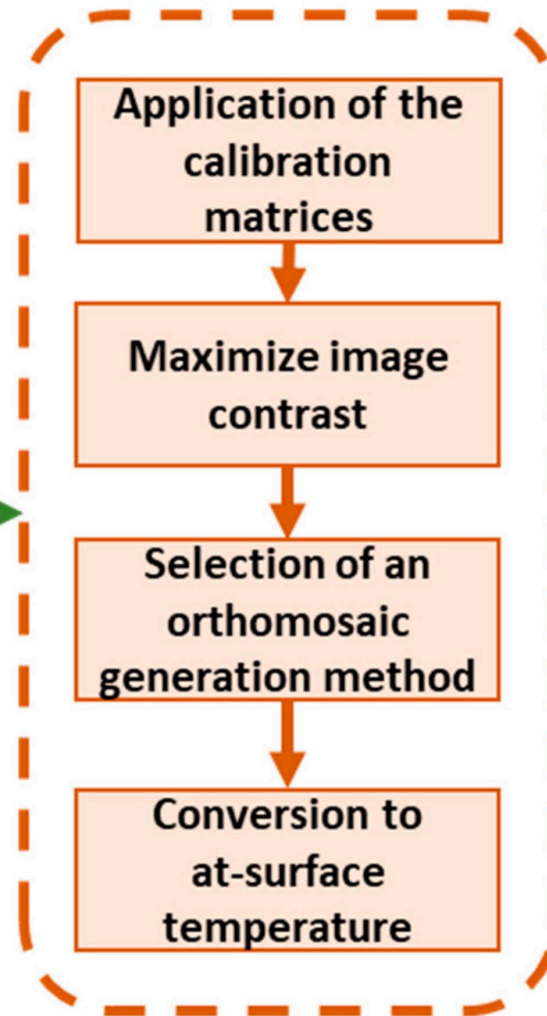 Application of the
calibration
matrices
Maximize image
contrast
Selection of an
orthomosaic
generation method
Conversion to
at-surface
temperature